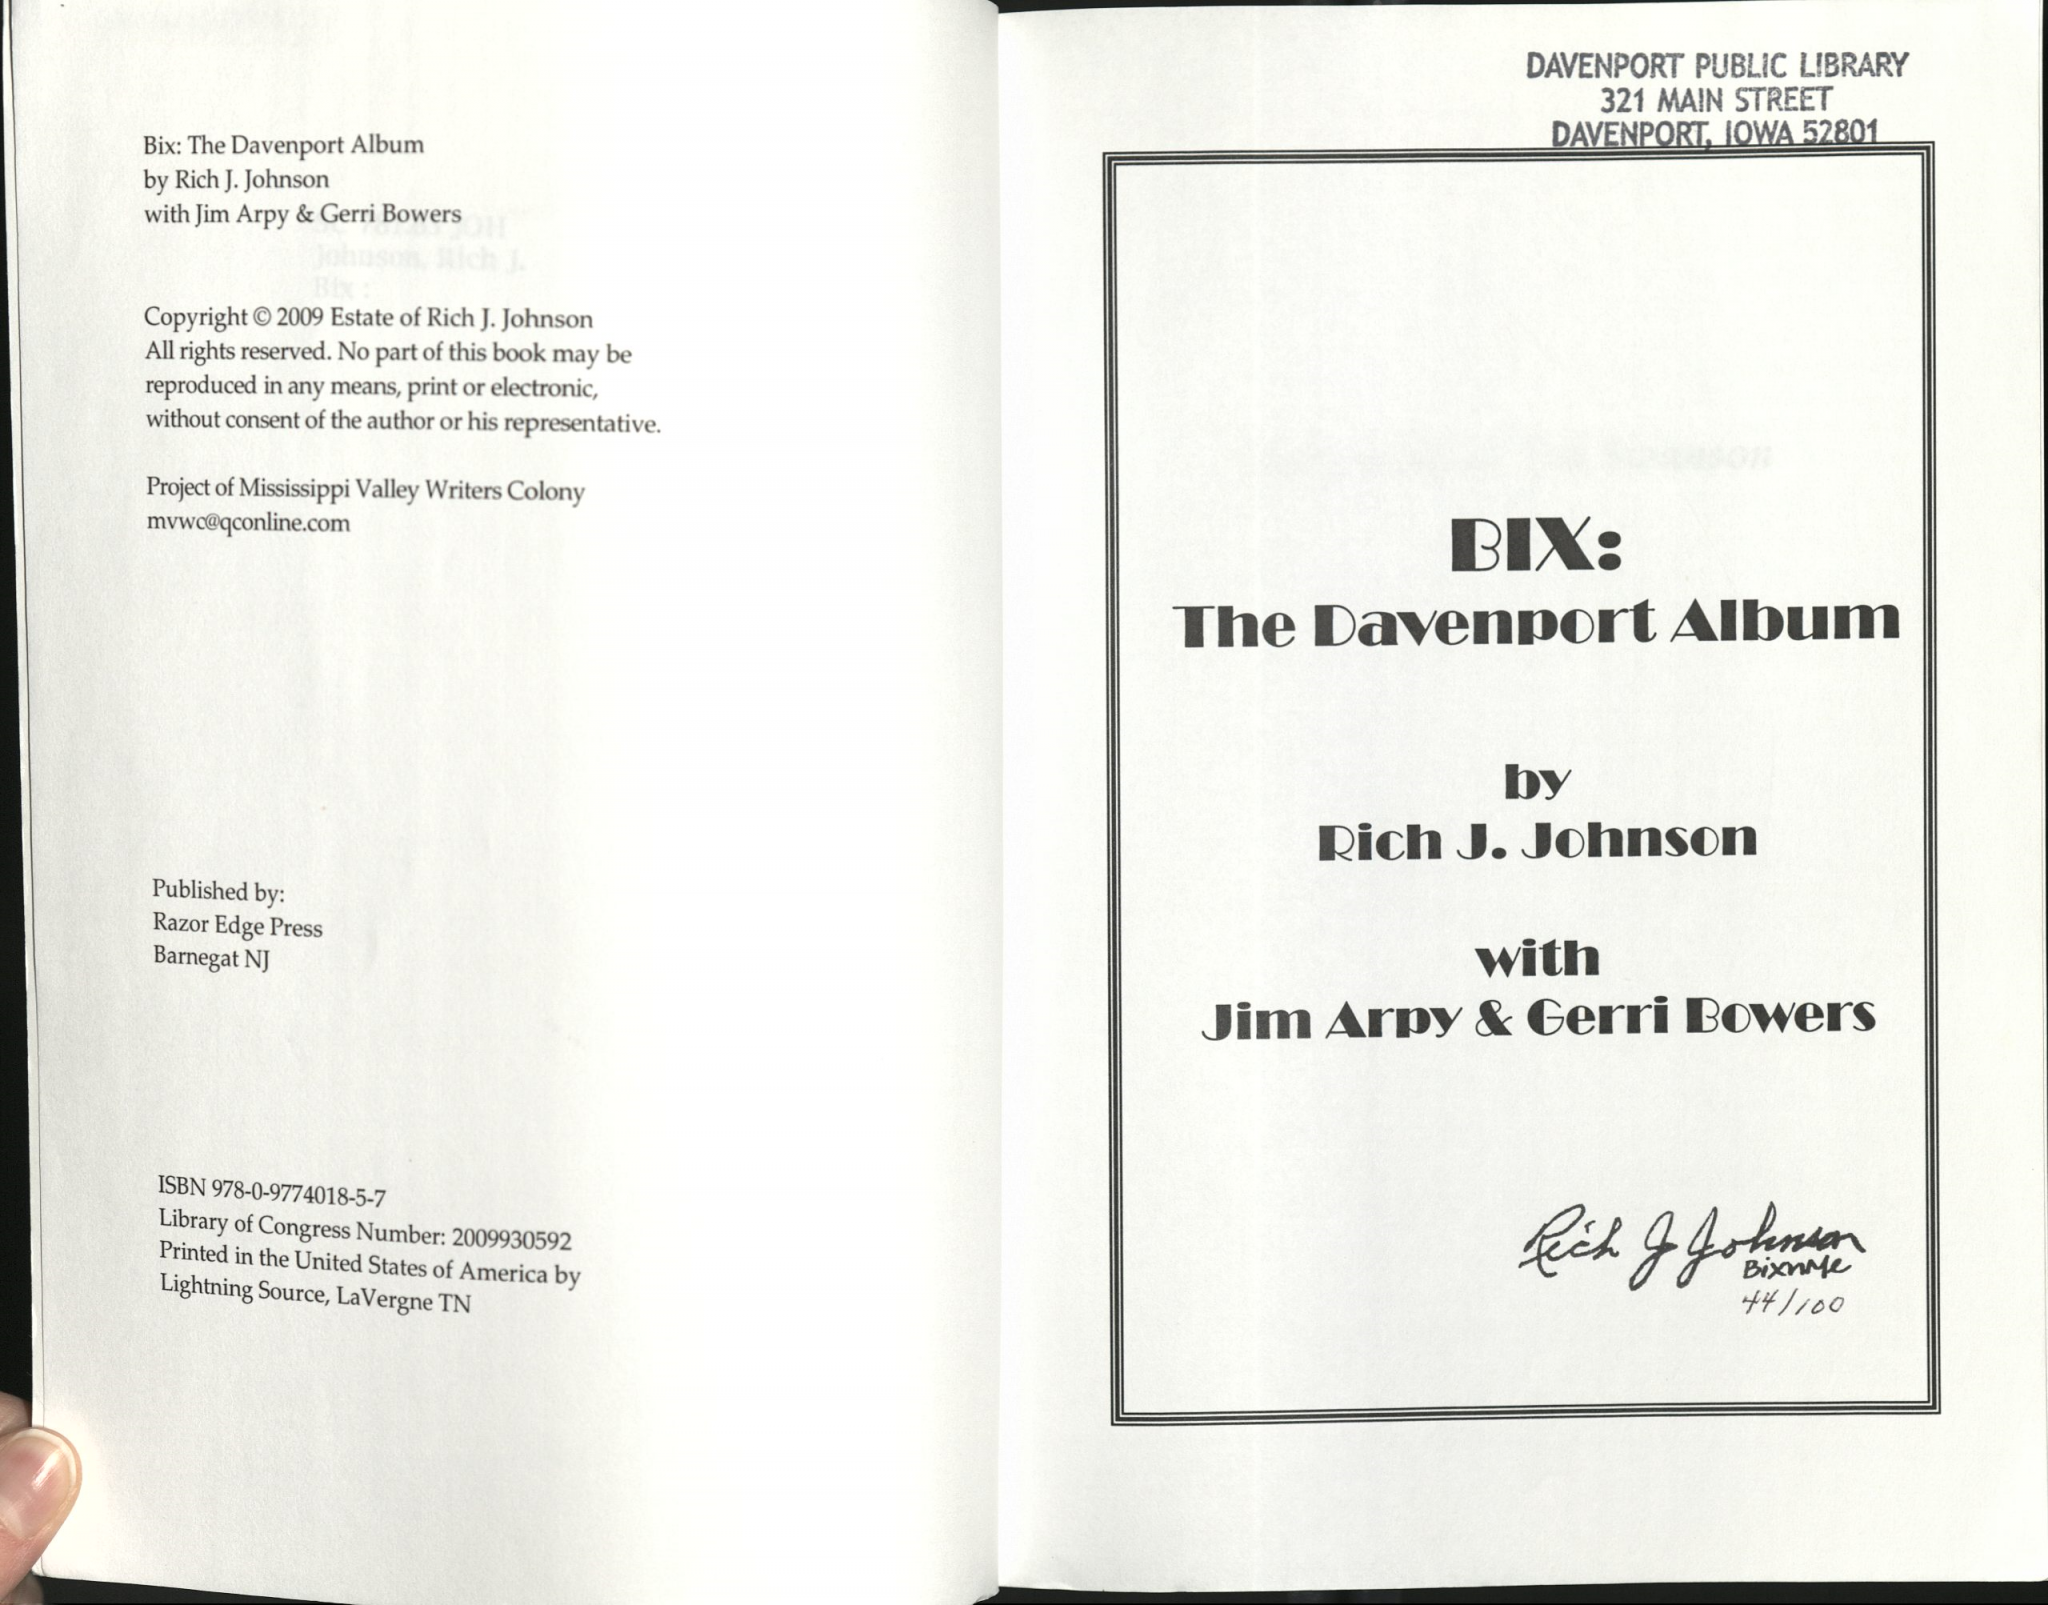 Bix: The Davenport Album
by Rich J. Johnson
with Jim Arpy & Gerri Bowers
Johnson, Rich J.
Bix :
Copyright © 2009 Estate of Rich J. Johnson
All rights reserved. No part of this book may be
reproduced in any means, print or electronic,
without consent of the author or his representative.
Project of Mississippi Valley Writers Colony
mvwc@qconline.com
Published by:
Razor Edge Press
Barnegat NJ
ISBN 978-0-9774018-5-7
Library of Congress Number: 2009930592
Printed in the United States of America by
Lightning Source, LaVergne TN
DAVENPORT PUBLIC LIBRARY
321 MAIN STREET
DAVENPORT, IOWA 52801
BIX:
The Davenport Album
by
Rich J. Johnson
with
Jim Arpy & Gerri Bowers
Rich J Johnson
BixnMe
44/100